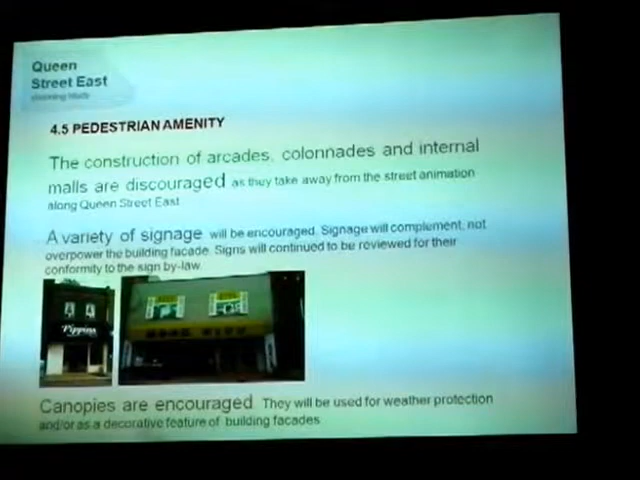 Queen
Street East
4.5 PEDESTRIAN AMENITY
The construction of arcades, colonnades and internal
malls are discouraged as they take away from the street animation
along Queen Street East
A variety of signage will be encouraged. Signage will complement, not
overpower the building facade. Signs will continued to be reviewed for their
conformity to the sign by-law.
Pippins
Canopies are encouraged They will be used for weather protection
and/or as a decorative feature of building facades